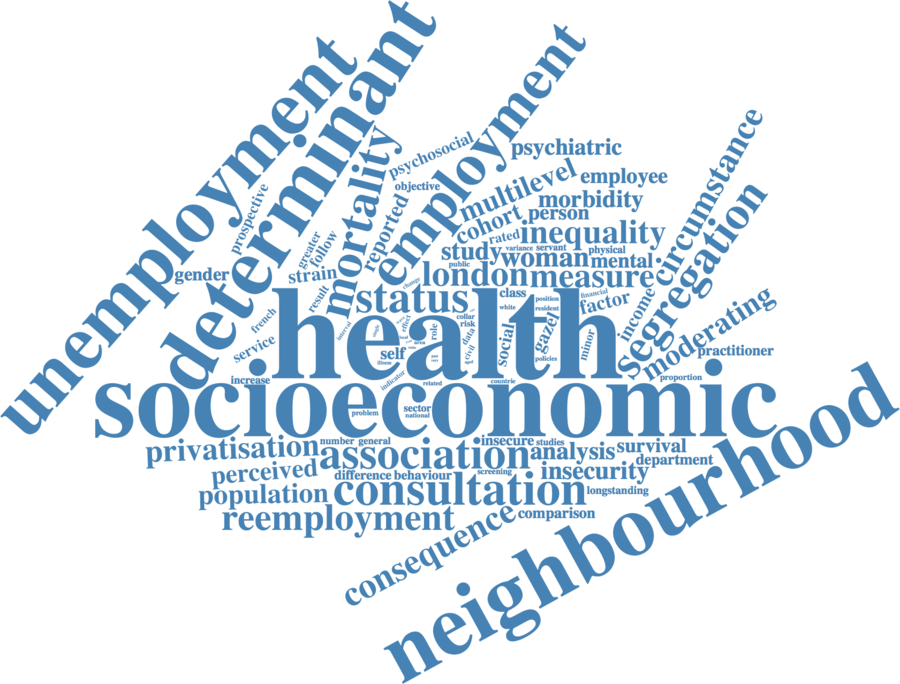 unemployment
determinant
employment
psychosocial
psychiatric
circumstance
mortality
objective
multilevel
employee
prospective
reported
cohort
person
morbidity
segregation
greater
follow
rated
inequality
study
variance
servant
physical
gender
strain
public
woman
mental
london
measure
result
status
change
class
position
financial
factor
income
french
interval
white
resident
moderating
service
effect
collar
risk
role
data
social
gazel
minor
health
self
civil
illness
policies
practitioner
increase
indicator
related
countrie
proportion
socioeconomic
problem
sector
national
privatisation
number
general
association
insecure
studies
analysis
survival
perceived
difference
behaviour
screening
insecurity
department
population
consultation
longstanding
reemployment
consequence
comparison
neighbourhood